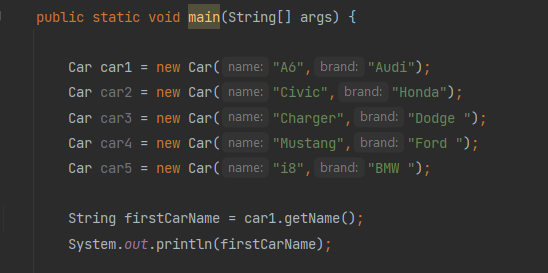 public static void main(String[] args) {
Car car1 = new Car( name: "A6", brand: "Audi");
Car car2 = new Car( name: "Civic", brand: "Honda");
Car car3 = new Car( name: "Charger", brand: "Dodge ");
Car car4 = new Car( name: "Mustang", brand: "Ford ");
Car car5 = new Car( name: "i8", brand: "BMW ");
String firstCarName = car1.getName();
System.out.println(firstCarName);